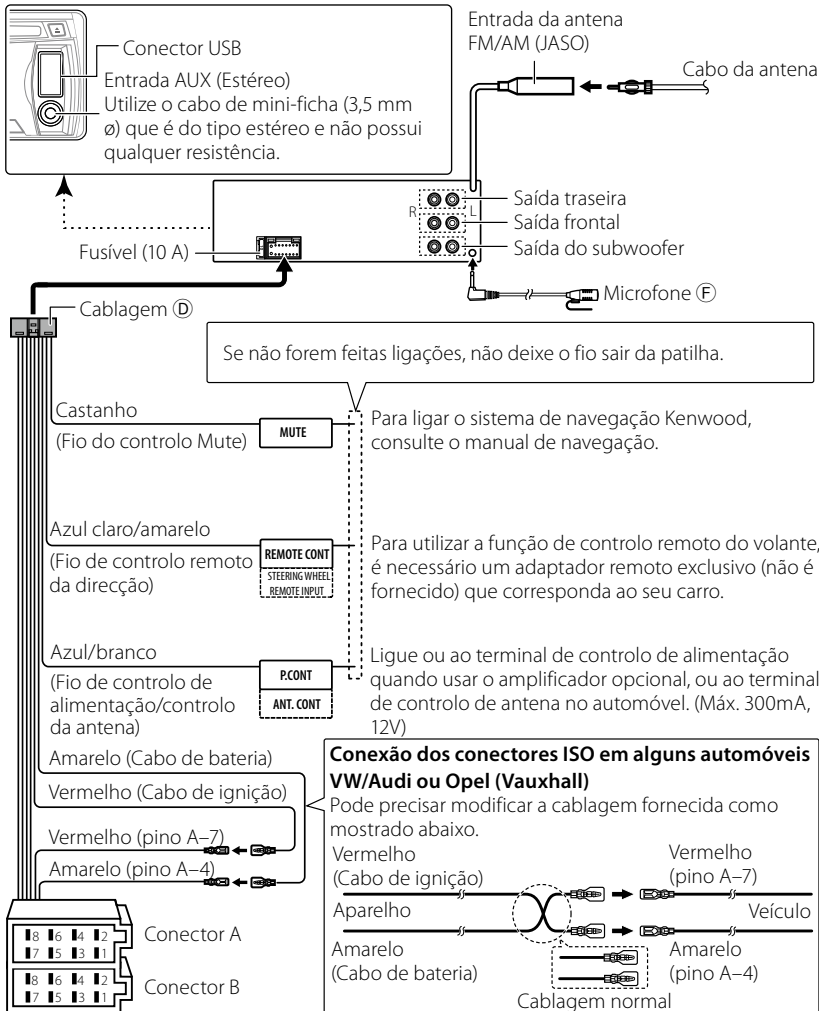 Conector USB
Entrada AUX (Estéreo)
Utilize o cabo de mini-ficha (3,5 mm
ø) que é do tipo estéreo e não possui
qualquer resistência.
Entrada da antena
FM/AM (JASO)
Cabo da antena
R
L
Saída traseira
Saída frontal
Saída do subwoofer
Fusível (10 A)
Microfone Ⓕ
Cablagem Ⓓ
Se não forem feitas ligações, não deixe o fio sair da patilha.
Castanho
(Fio do controlo Mute)
MUTE
Para ligar o sistema de navegação Kenwood,
consulte o manual de navegação.
Azul claro/amarelo
(Fio de controlo remoto
da direcção)
REMOTE CONT
STEERING WHEEL
REMOTE INPUT
Para utilizar a função de controlo remoto do volante,
é necessário um adaptador remoto exclusivo (não é
fornecido) que corresponda ao seu carro.
Azul/branco
(Fio de controlo de
alimentação/controlo
da antena)
P.CONT
ANT. CONT
Ligue ou ao terminal de controlo de alimentação
quando usar o amplificador opcional, ou ao terminal
de controlo de antena no automóvel. (Máx. 300mA,
12V)
Amarelo (Cabo de bateria)
Vermelho (Cabo de ignição)
Vermelho (pino A–7)
Amarelo (pino A–4)
8 6 4 2
7 5 3 1
Conector A
8 6 4 2
7 5 3 1
Conector B
Conexão dos conectores ISO em alguns automóveis
VW/Audi ou Opel (Vauxhall)
Pode precisar modificar a cablagem fornecida como
mostrado abaixo.
Vermelho
(Cabo de ignição)
Vermelho
(pino A–7)
Aparelho
Veículo
Amarelo
(Cabo de bateria)
Amarelo
(pino A–4)
Cablagem normal